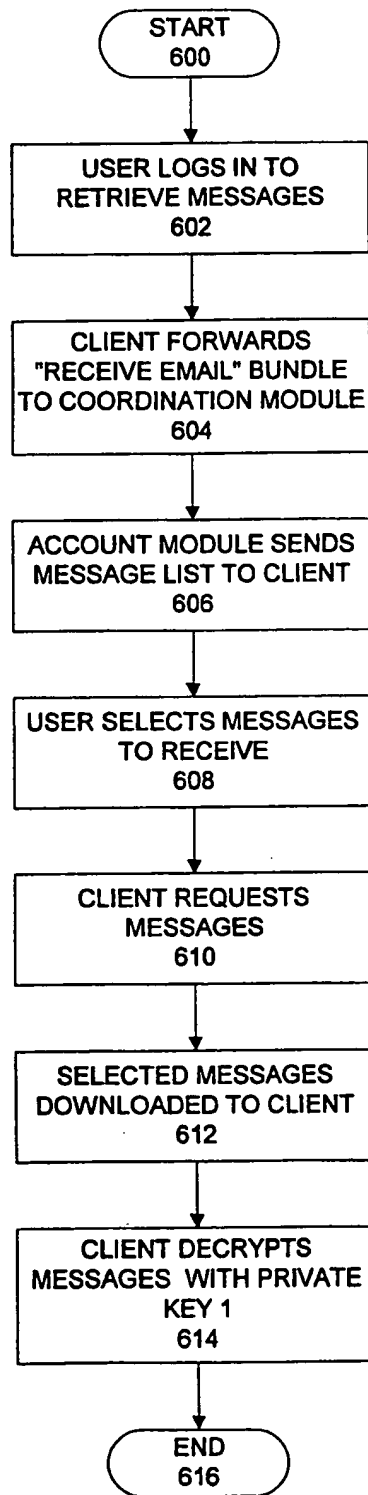 START
600
USER LOGS IN TO
RETRIEVE MESSAGES
602
CLIENT FORWARDS
"RECEIVE EMAIL" BUNDLE
TO COORDINATION MODULE
604
ACCOUNT MODULE SENDS
MESSAGE LIST TO CLIENT
606
USER SELECTS MESSAGES
TO RECEIVE
608
CLIENT REQUESTS
MESSAGES
610
SELECTED MESSAGES
DOWNLOADED TO CLIENT
612
CLIENT DECRYPTS
MESSAGES WITH PRIVATE
KEY 1
614
END
616